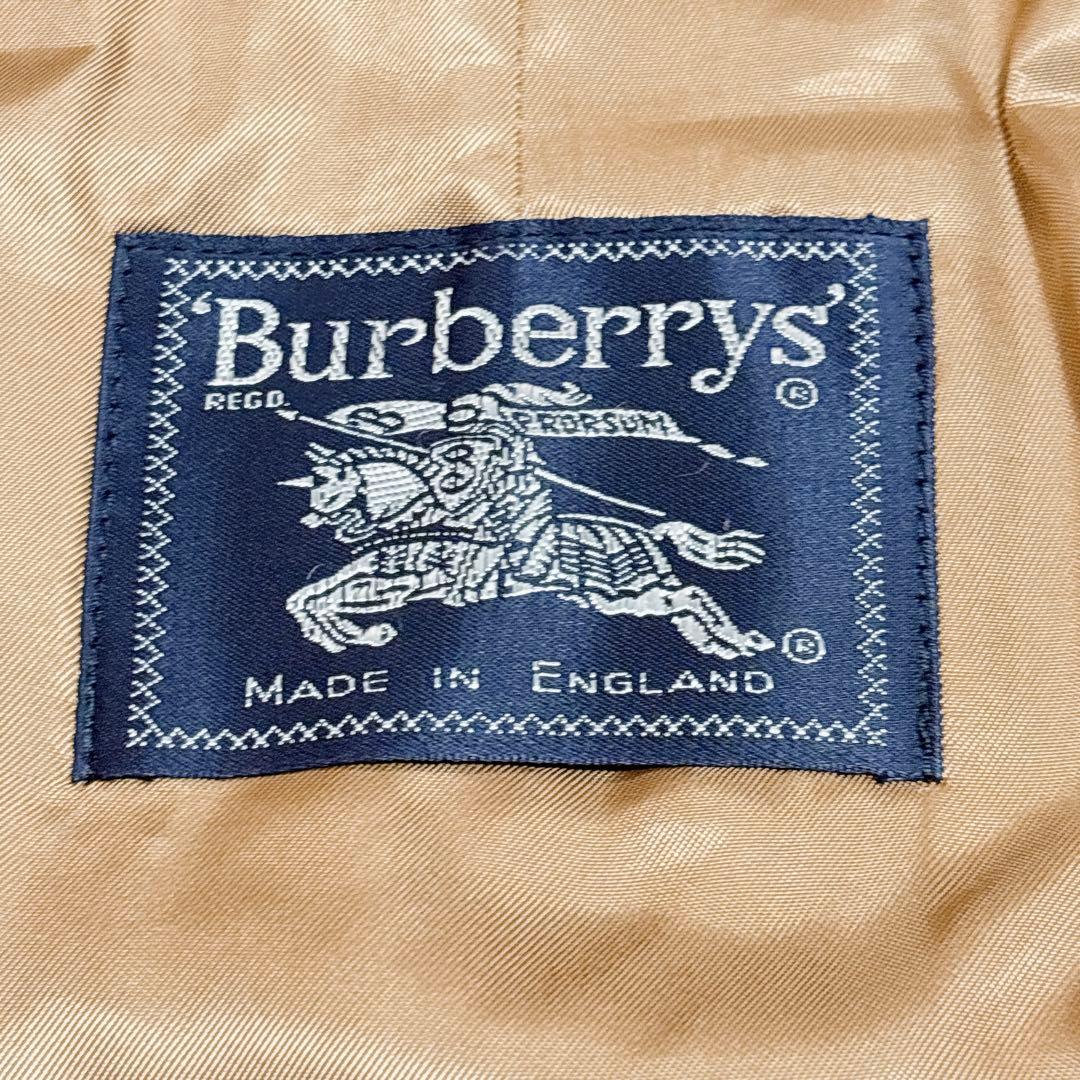 'Burberrys'
REGD. ®
PRORSUM
B
®
MADE IN ENGLAND